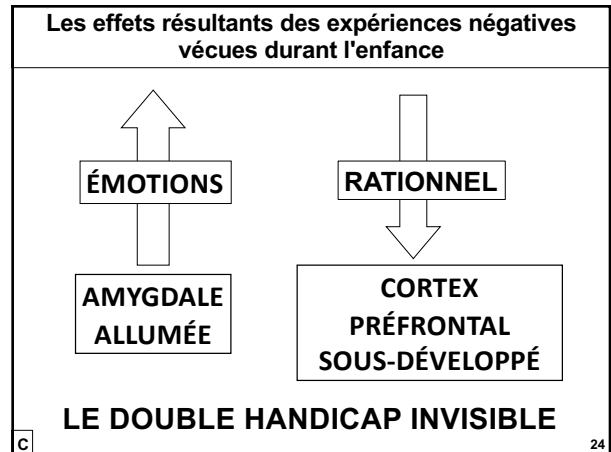 Les effets résultants des expériences négatives
vécues durant l'enfance
ÉMOTIONS
RATIONNEL
AMYGDALE
ALLUMÉE
CORTEX
PRÉFRONTAL
SOUS-DÉVELOPPÉ
LE DOUBLE HANDICAP INVISIBLE
C
24